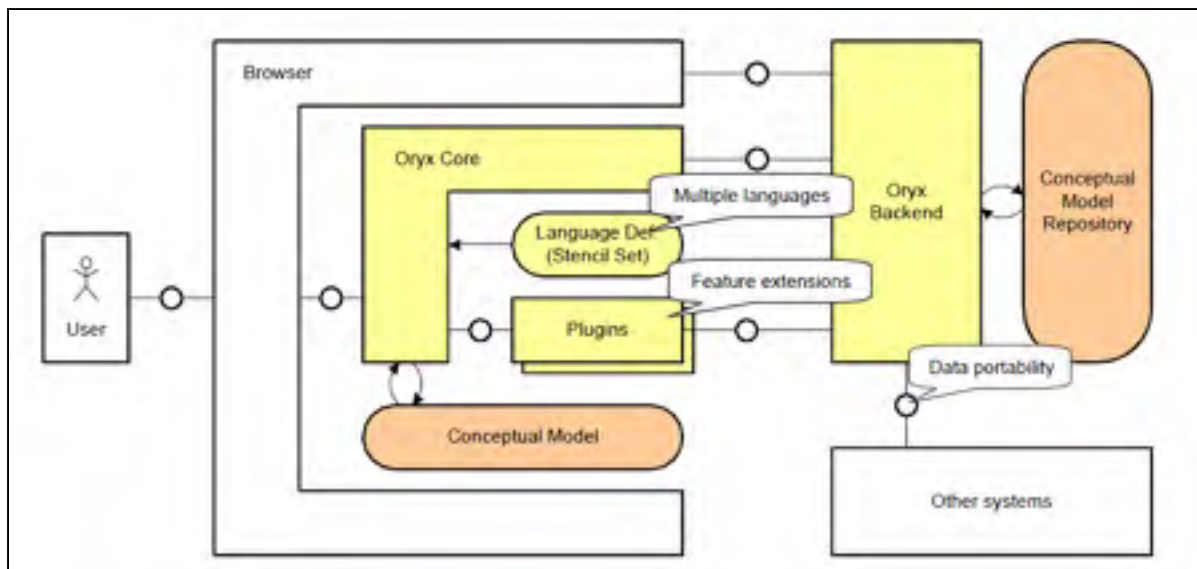 Browser
Oryx Core
Multiple languages
Language Def.
(Stencil Set)
Feature extensions
Plugins
User
Conceptual Model
Oryx
Backend
Conceptual
Model
Repository
Data portability
Other systems